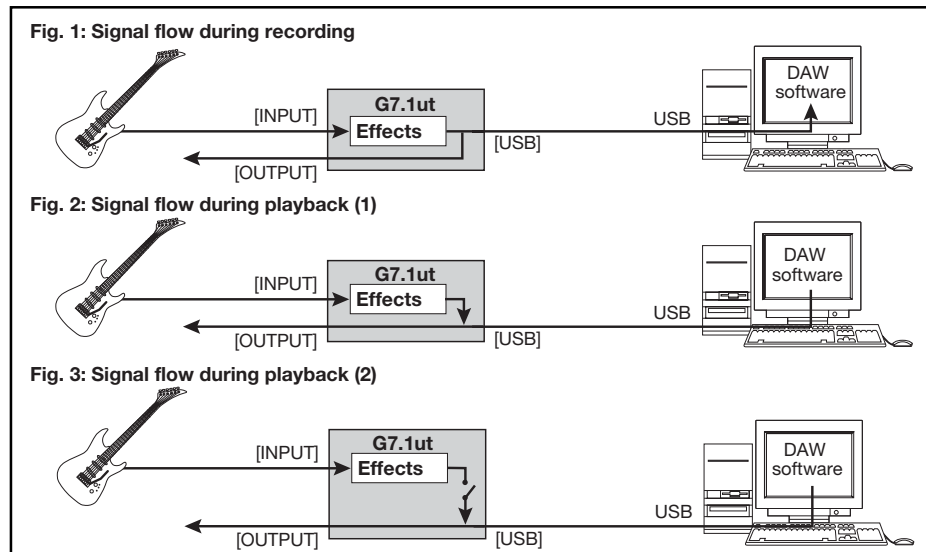 Fig. 1: Signal flow during recording
G7.1ut
[INPUT]
Effects
[USB]
[OUTPUT]
USB
DAW
software
Fig. 2: Signal flow during playback (1)
G7.1ut
[INPUT]
Effects
[OUTPUT]
[USB]
USB
DAW
software
Fig. 3: Signal flow during playback (2)
G7.1ut
[INPUT]
Effects
[OUTPUT]
[USB]
USB
DAW
software